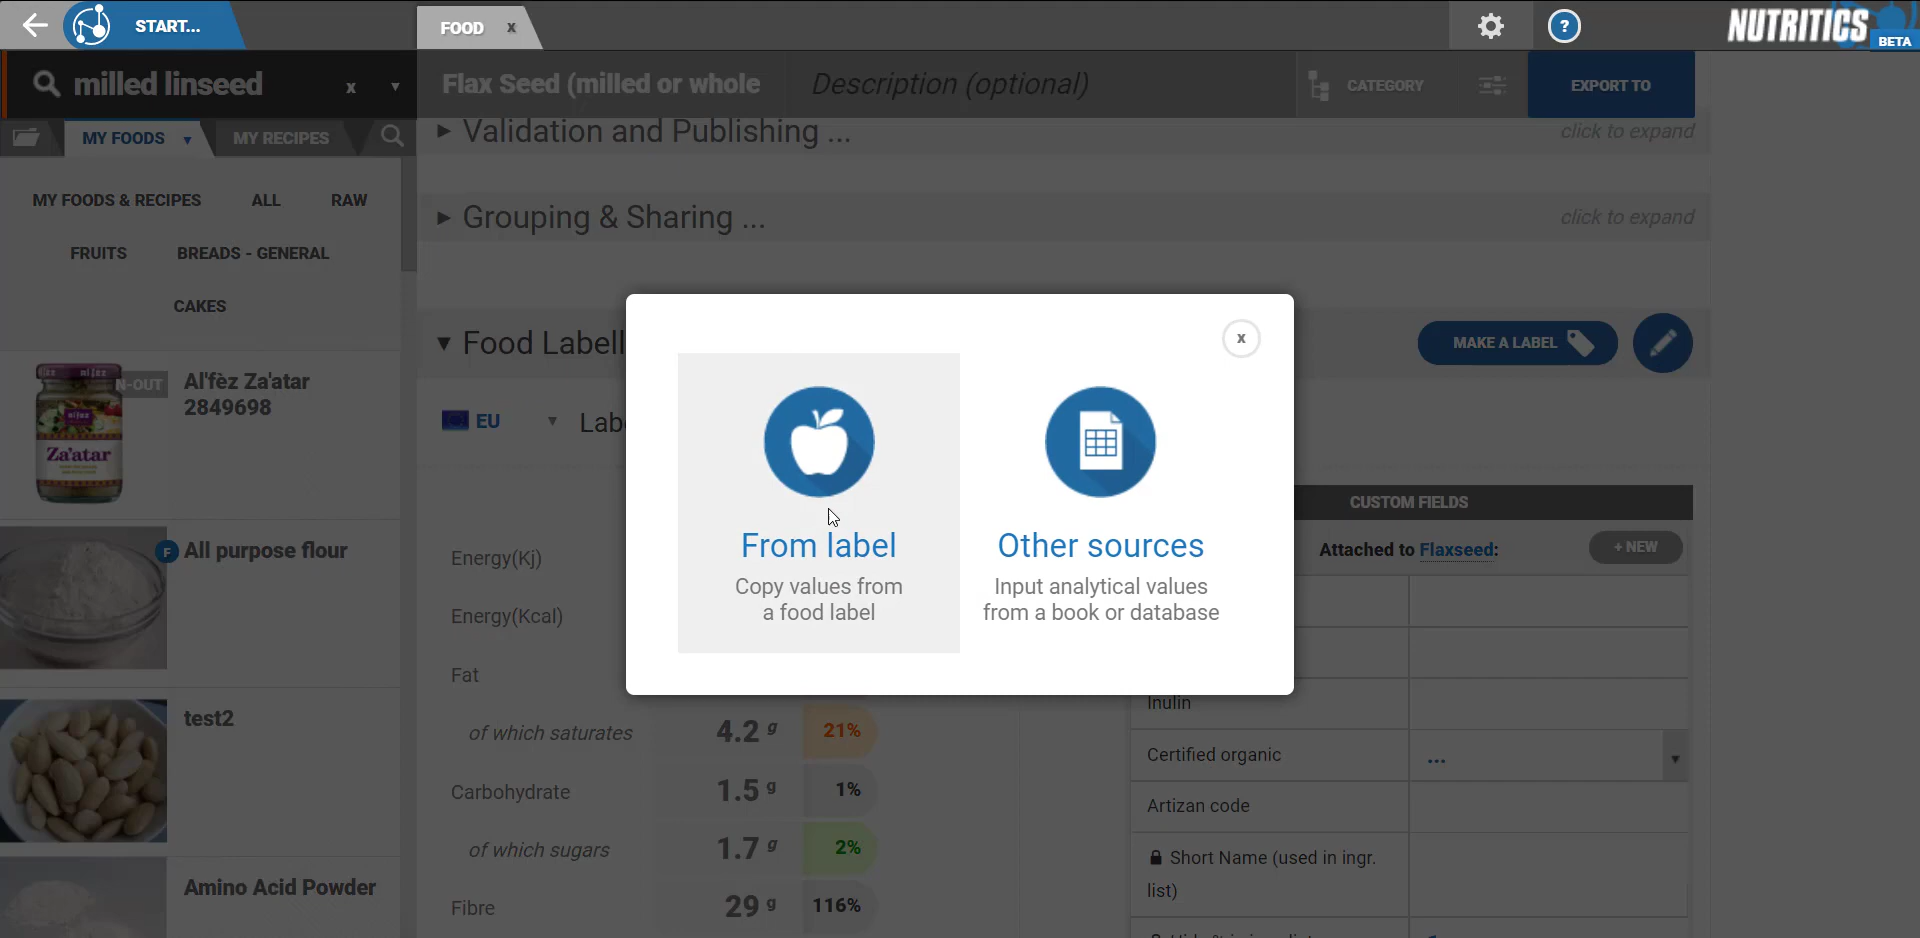 START...
FOOD x
?
NUTRITICS
BETA
milled linseed x
Flax Seed (milled or whole
Description (optional)
CATEGORY
EXPORT TO
MY FOODS
MY RECIPES
Validation and Publishing ...
click to expand
MY FOODS & RECIPES
ALL
RAW
Grouping & Sharing ...
click to expand
FRUITS
BREADS - GENERAL
CAKES
x
Food Labell
MAKE A LABEL
N-OUT
Al'fèz Za'atar
2849698
al'fez
Za'atar
EU
Labe
From label
Copy values from
a food label
Other sources
Input analytical values
from a book or database
CUSTOM FIELDS
Attached to Flaxseed:
+ NEW
F
All purpose flour
Energy(Kj)
Energy(Kcal)
Fat
of which saturates
4.2 g
21%
Inulin
test2
Certified organic
...
Carbohydrate
1.5 g
1%
Artizan code
of which sugars
1.7 g
2%
Short Name (used in ingr.
list)
Amino Acid Powder
Fibre
29 g
116%